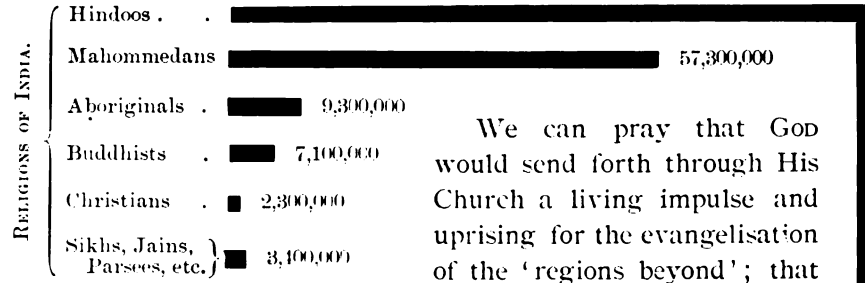 RELIGIONS OF INDIA.
Hindoos . .
Mahommedans 57,300,000
Aboriginals . 9,300,000
Buddhists . 7,100,000
Christians . 2,300,000
Sikhs, Jains,
Parsees, etc. 3,400,000
We can pray that GOD
would send forth through His
Church a living impulse and
uprising for the evangelisation
of the ‘regions beyond’; that